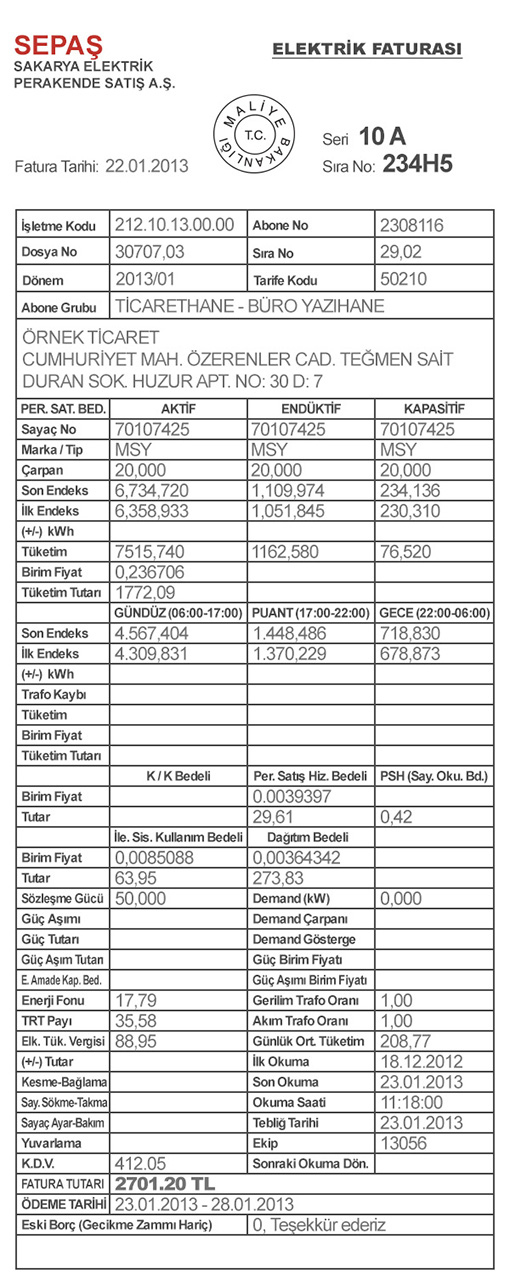 SEPAŞ
SAKARYA ELEKTRİK
PERAKENDE SATIŞ A.Ş.
ELEKTRİK FATURASI
MALİYE BAKANLIĞI
T.C.
Seri 10 A
Fatura Tarihi: 22.01.2013
Sıra No: 234H5
İşletme Kodu 212.10.13.00.00 Abone No 2308116
Dosya No 30707,03 Sıra No 29,02
Dönem 2013/01 Tarife Kodu 50210
Abone Grubu TİCARETHANE - BÜRO YAZIHANE
ÖRNEK TİCARET
CUMHURİYET MAH. ÖZERENLER CAD. TEĞMEN SAİT
DURAN SOK. HUZUR APT. NO: 30 D: 7
PER. SAT. BED. AKTİF ENDÜKTİF KAPASİTİF
Sayaç No 70107425 70107425 70107425
Marka / Tip MSY MSY MSY
Çarpan 20,000 20,000 20,000
Son Endeks 6,734,720 1,109,974 234,136
İlk Endeks 6,358,933 1,051,845 230,310
(+/-) kWh
Tüketim 7515,740 1162,580 76,520
Birim Fiyat 0,236706
Tüketim Tutarı 1772,09
GÜNDÜZ (06:00-17:00) PUANT (17:00-22:00) GECE (22:00-06:00)
Son Endeks 4.567,404 1.448,486 718,830
İlk Endeks 4.309,831 1.370,229 678,873
(+/-) kWh
Trafo Kaybı
Tüketim
Birim Fiyat
Tüketim Tutarı
K / K Bedeli Per. Satış Hiz. Bedeli PSH (Say. Oku. Bd.)
Birim Fiyat 0.0039397
Tutar 29,61 0,42
İle. Sis. Kullanım Bedeli Dağıtım Bedeli
Birim Fiyat 0,0085088 0,00364342
Tutar 63,95 273,83
Sözleşme Gücü 50,000 Demand (kW) 0,000
Güç Aşımı Demand Çarpanı
Güç Tutarı Demand Gösterge
Güç Aşım Tutarı Güç Birim Fiyatı
E. Amade Kap. Bed. Güç Aşımı Birim Fiyatı
Enerji Fonu 17,79 Gerilim Trafo Oranı 1,00
TRT Payı 35,58 Akım Trafo Oranı 1,00
Elk. Tük. Vergisi 88,95 Günlük Ort. Tüketim 208,77
(+/-) Tutar İlk Okuma 18.12.2012
Kesme-Bağlama Son Okuma 23.01.2013
Say. Sökme-Takma Okuma Saati 11:18:00
Sayaç Ayar-Bakım Tebliğ Tarihi 23.01.2013
Yuvarlama Ekip 13056
K.D.V. 412.05 Sonraki Okuma Dön.
FATURA TUTARI 2701.20 TL
ÖDEME TARİHİ 23.01.2013 - 28.01.2013
Eski Borç (Gecikme Zammı Hariç) 0, Teşekkür ederiz